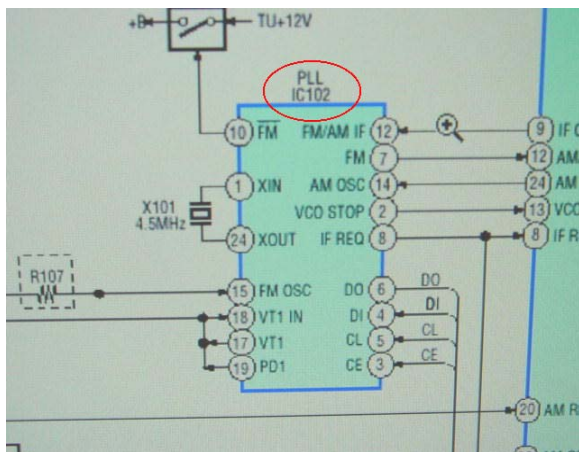 +B
TU+12V
PLL
IC102
10 FM FM/AM IF 12
FM 7
1 XIN AM OSC 14
VCO STOP 2
X101
4.5MHz
24 XOUT IF REQ 8
R107
15 FM OSC DO 6 DO
18 VT1 IN DI 4 DI
17 VT1 CL 5 CL
19 PD1 CE 3 CE
9 IF
12 AM
24 AM
13 VCO
8 IF R
20 AM R